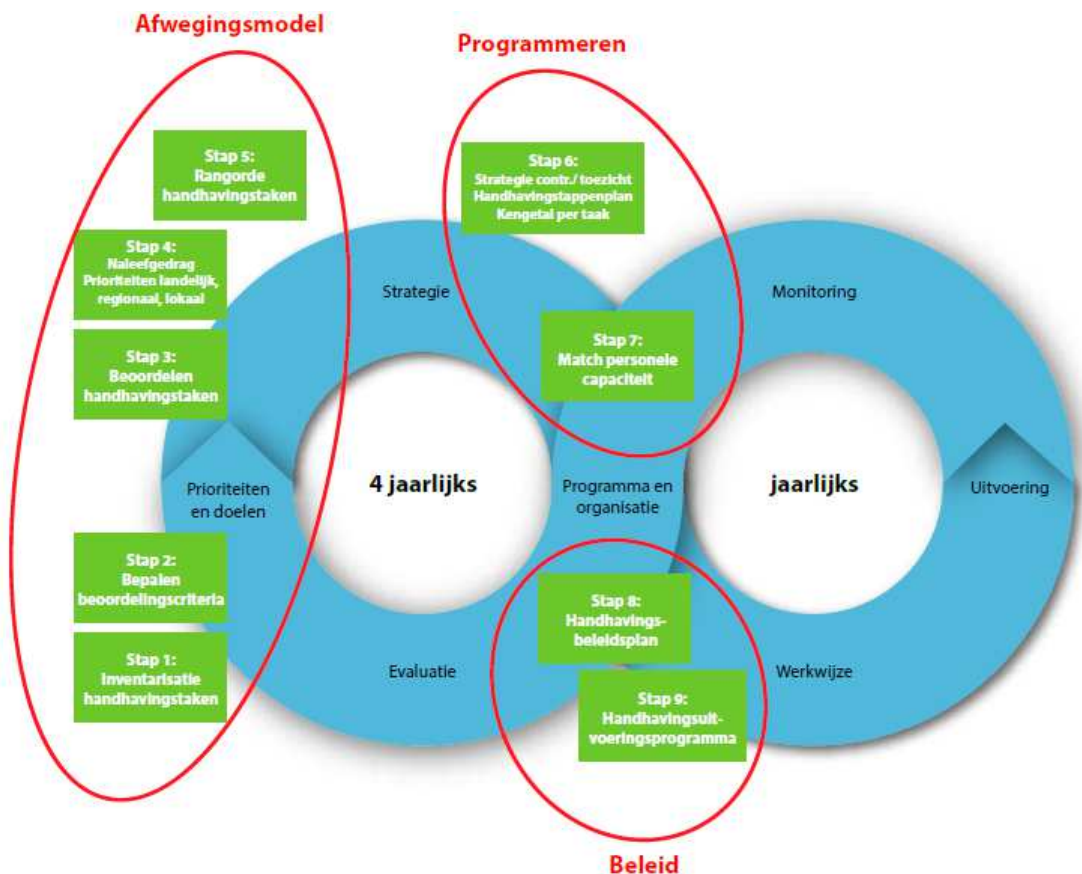 Afwegingsmodel
Programmeren
Stap 5:
Rangorde
handhavingstaken
Stap 6:
Strategie contr./ toezicht
Handhavingstappenplan
Kengetal per taak
Stap 4:
Naleefgedrag
Prioriteiten landelijk,
regionaal, lokaal
Strategie
Monitoring
Stap 3:
Beoordelen
handhavingstaken
Stap 7:
Match personele
capaciteit
Prioriteiten
en doelen
4 jaarlijks
Programma en
organisatie
jaarlijks
Uitvoering
Stap 2:
Bepalen
beoordelingscriteria
Stap 8:
Handhavings-
beleidsplan
Stap 1:
Inventarisatie
handhavingstaken
Evaluatie
Werkwijze
Stap 9:
Handhavingsuit-
voeringsprogramma
Beleid